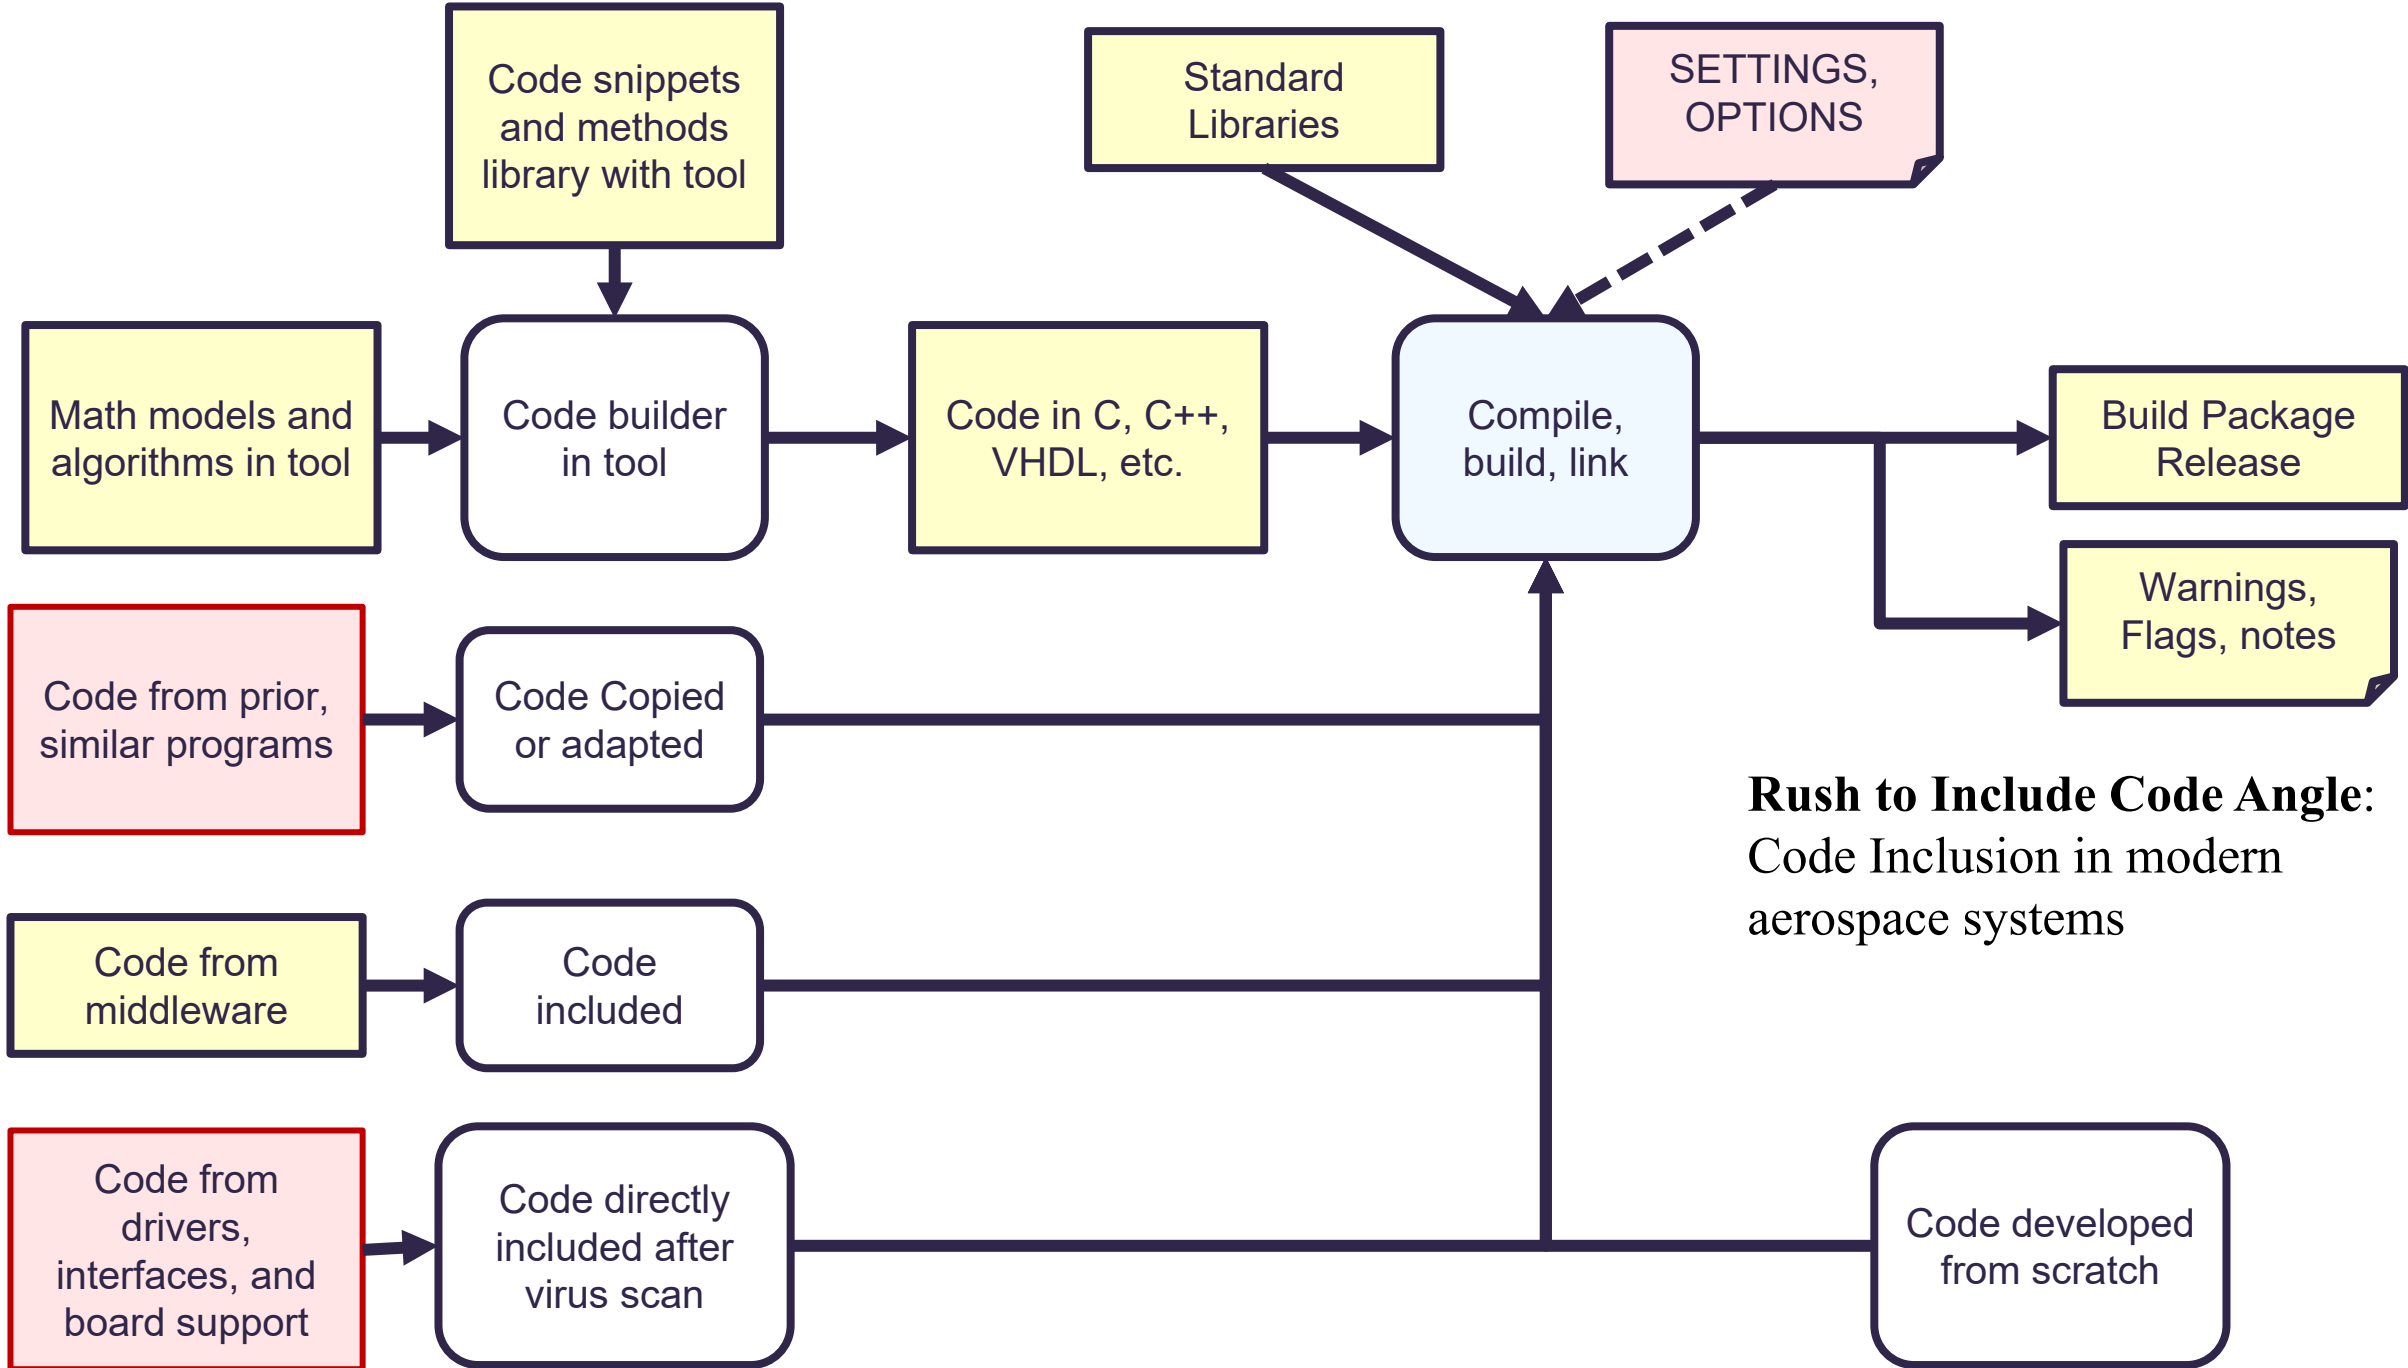 Code snippets
and methods
library with tool
Standard
Libraries
SETTINGS,
OPTIONS
Math models and
algorithms in tool
Code builder
in tool
Code in C, C++,
VHDL, etc.
Compile,
build, link
Build Package
Release
Warnings,
Flags, notes
Code from prior,
similar programs
Code Copied
or adapted
Rush to Include Code Angle:
Code Inclusion in modern
aerospace systems
Code from
middleware
Code
included
Code from
drivers,
interfaces, and
board support
Code directly
included after
virus scan
Code developed
from scratch